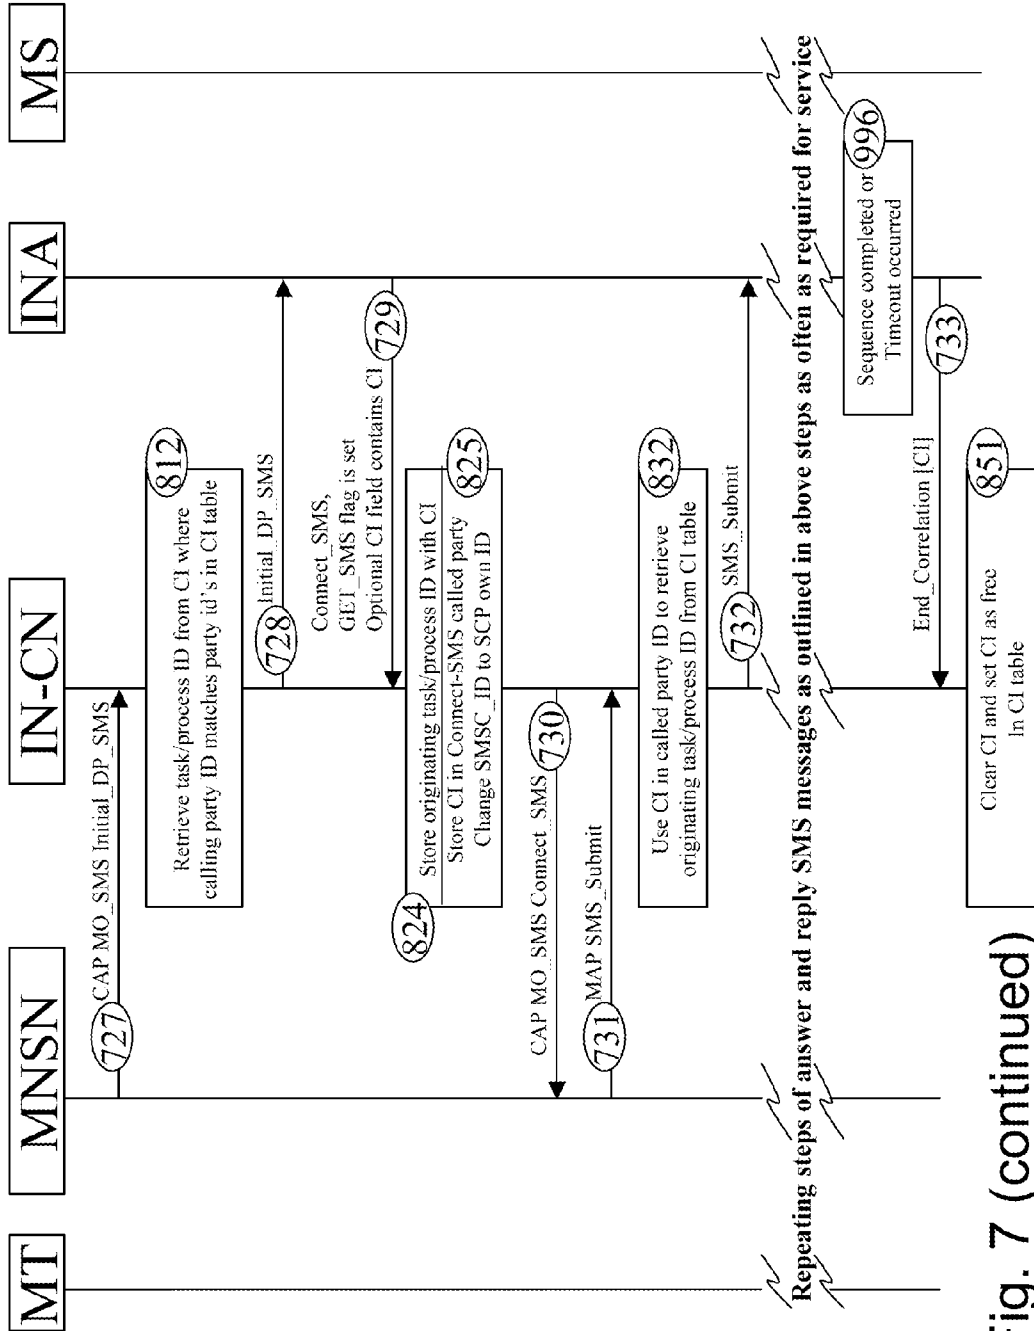 MT
MNSN
IN-CN
INA
MS
727
CAP MO_SMS Initial_DP_SMS
812
Retrieve task/process ID from CI where
calling party ID matches party id's in CI table
728
Initial_DP_SMS
Connect_SMS,
GET_SMS flag is set
Optional CI field contains CI
729
824
825
Store originating task/process ID with CI
Store CI in Connect-SMS called party
Change SMSC_ID to SCP own ID
CAP MO_SMS Connect_SMS
730
731
MAP SMS_Submit
832
Use CI in called party ID to retrieve
originating task/process ID from CI table
732
SMS_Submit
Repeating steps of answer and reply SMS messages as outlined in above steps as often as required for service
996
Sequence completed or
Timeout occurred
End_Correlation [CI]
733
851
Clear CI and set CI as free
In CI table
Fig. 7 (continued)